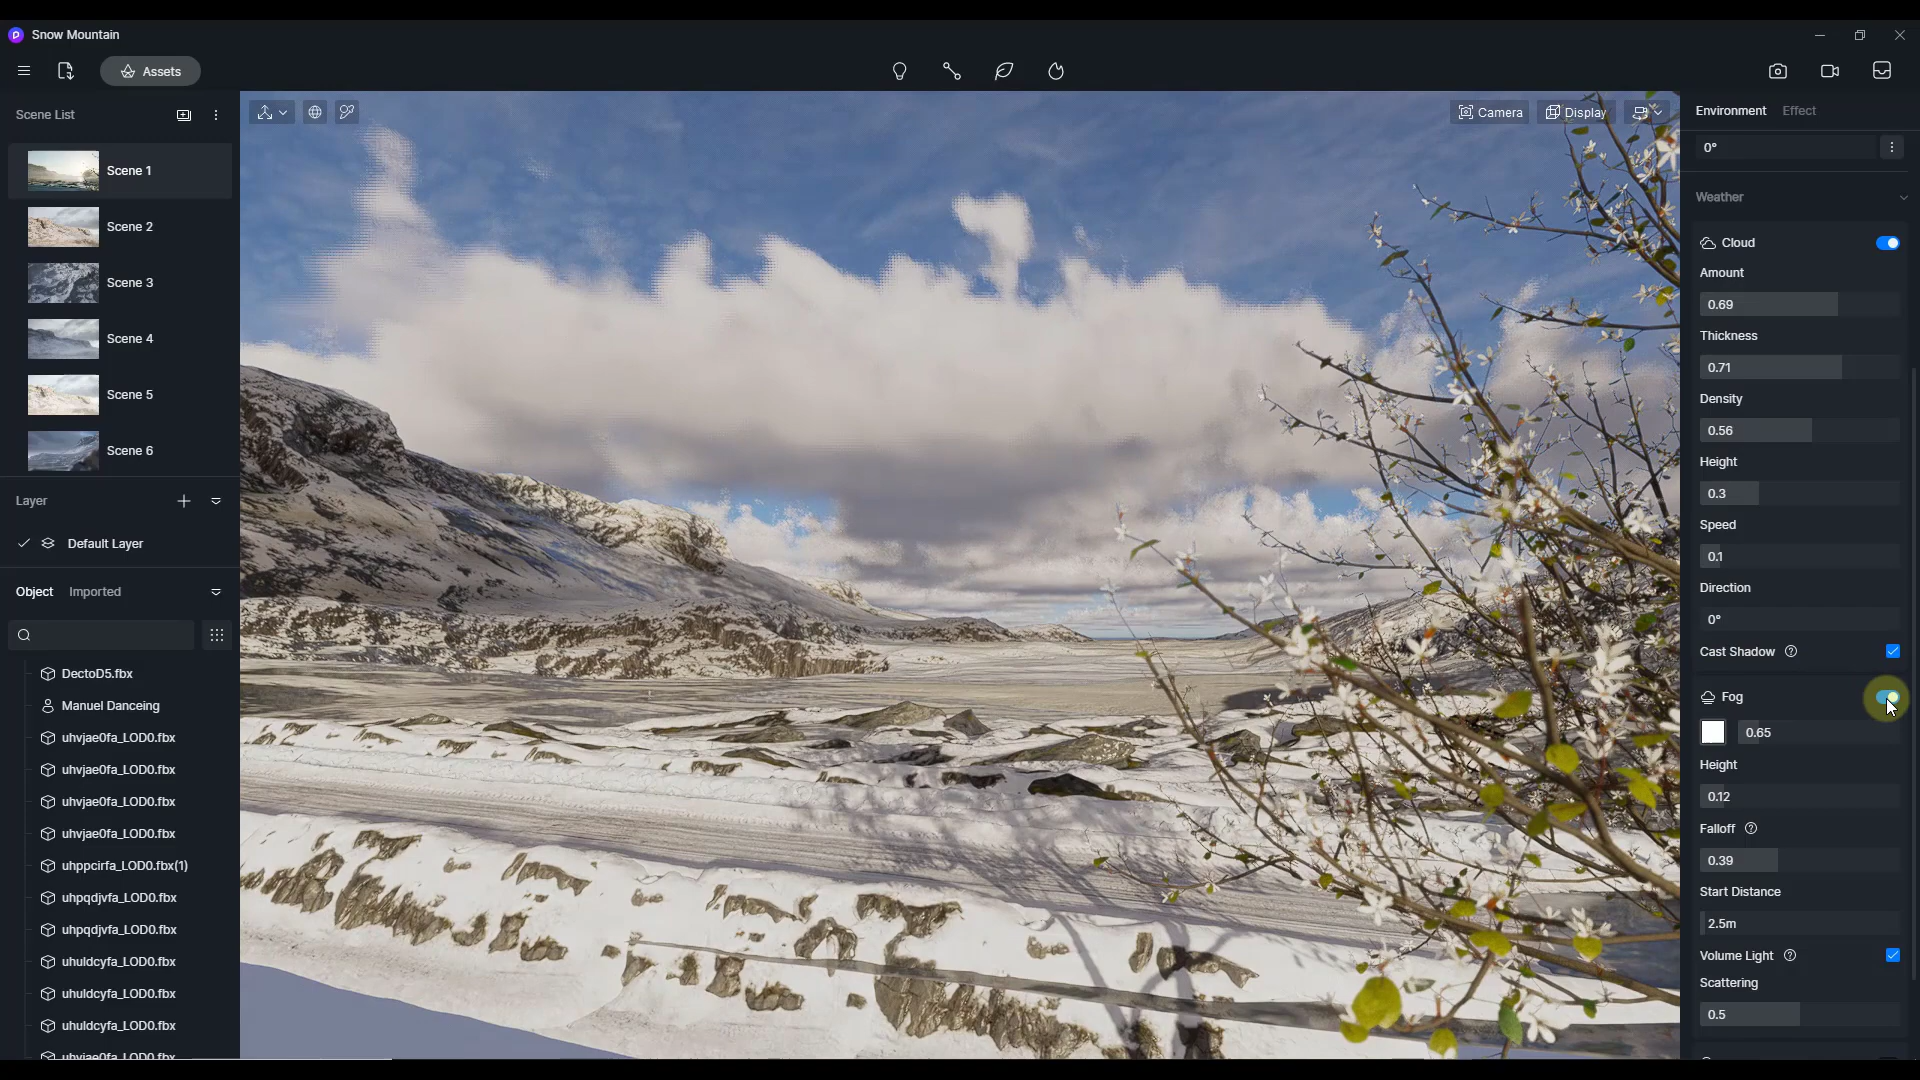 Snow Mountain
Assets
Scene List
Scene 1
Scene 2
Scene 3
Scene 4
Scene 5
Scene 6
Layer
Default Layer
Object Imported
DectoD5.fbx
Manuel Danceing
uhvjae0fa_LOD0.fbx
uhvjae0fa_LOD0.fbx
uhvjae0fa_LOD0.fbx
uhvjae0fa_LOD0.fbx
uhppcirfa_LOD0.fbx(1)
uhpqdjvfa_LOD0.fbx
uhpqdjvfa_LOD0.fbx
uhuldcyfa_LOD0.fbx
uhuldcyfa_LOD0.fbx
uhuldcyfa_LOD0.fbx
uhvjae0fa_LOD0.fbx
Camera Display
Environment Effect
0°
Weather
Cloud
Amount
0.69
Thickness
0.71
Density
0.56
Height
0.3
Speed
0.1
Direction
0°
Cast Shadow
Fog
0.65
Height
0.12
Falloff
0.39
Start Distance
2.5m
Volume Light
Scattering
0.5